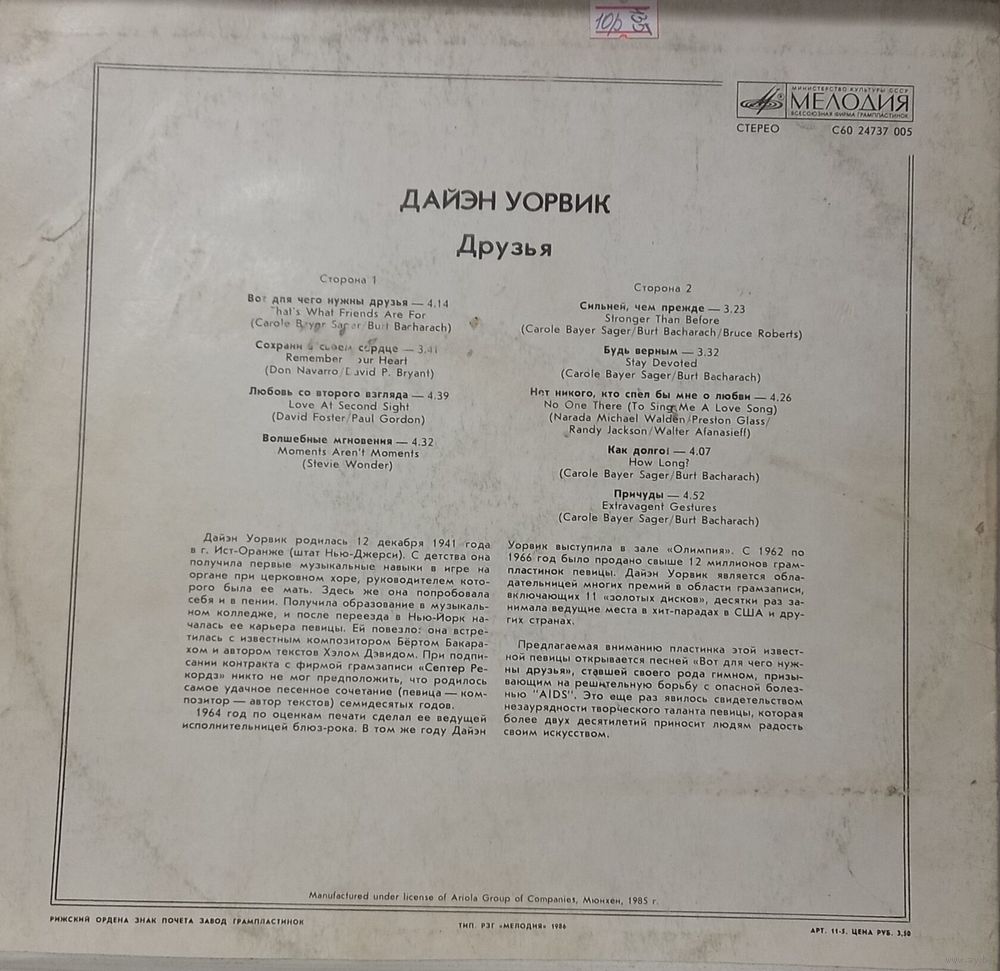 10р 135
МИНИСТЕРСТВО КУЛЬТУРЫ СССР
МЕЛОДИЯ
ВСЕСОЮЗНАЯ ФИРМА ГРАМПЛАСТИНОК
СТЕРЕО
С60 24737 005
ДАЙЭН УОРВИК
Друзья
Сторона 1
Вот для чего нужны друзья — 4.14
That's What Friends Are For
(Carole Bayer Sager/Burt Bacharach)
Сохрани в своем сердце — 3.41
Remember Your Heart
(Don Navarro/David P. Bryant)
Любовь со второго взгляда — 4.39
Love At Second Sight
(David Foster/Paul Gordon)
Волшебные мгновения — 4.32
Moments Aren't Moments
(Stevie Wonder)
Сторона 2
Сильней, чем прежде — 3.23
Stronger Than Before
(Carole Bayer Sager/Burt Bacharach/Bruce Roberts)
Будь верным — 3.32
Stay Devoted
(Carole Bayer Sager/Burt Bacharach)
Нет никого, кто спел бы мне о любви — 4.26
No One There (To Sing Me A Love Song)
(Narada Michael Walden/Preston Glass/
Randy Jackson/Walter Afanasieff)
Как долго! — 4.07
How Long?
(Carole Bayer Sager/Burt Bacharach)
Причуды — 4.52
Extravagent Gestures
(Carole Bayer Sager/Burt Bacharach)
Дайэн Уорвик родилась 12 декабря 1941 года
в г. Ист-Оранже (штат Нью-Джерси). С детства она
получила первые музыкальные навыки в игре на
органе при церковном хоре, руководителем кото-
рого была ее мать. Здесь же она попробовала
себя и в пении. Получила образование в музыкаль-
ном колледже, и после переезда в Нью-Йорк на-
чалась ее карьера певицы. Ей повезло: она встре-
тилась с известным композитором Бёртом Бакара-
хом и автором текстов Хэлом Дэвидом. При подпи-
сании контракта с фирмой грамзаписи «Септер Ре-
кордз» никто не мог предположить, что родилось
самое удачное песенное сочетание (певица — ком-
позитор — автор текстов) семидесятых годов.
1964 год по оценкам печати сделал ее ведущей
исполнительницей блюз-рока. В том же году Дайэн
Уорвик выступила в зале «Олимпия». С 1962 по
1966 год было продано свыше 12 миллионов грам-
пластинок певицы. Дайэн Уорвик является обла-
дательницей многих премий в области грамзаписи,
включающих 11 «золотых дисков», десятки раз за-
нимала ведущие места в хит-парадах в США и дру-
гих странах.
Предлагаемая вниманию пластинка этой извест-
ной певицы открывается песней «Вот для чего нуж-
ны друзья», ставшей своего рода гимном, призы-
вающим на решительную борьбу с опасной болез-
нью "AIDS". Это еще раз явилось свидетельством
незаурядности творческого таланта певицы, которая
более двух десятилетий приносит людям радость
своим искусством.
Manufactured under license of Ariola Group of Companies, Мюнхен, 1985 г.
РИЖСКИЙ ОРДЕНА ЗНАК ПОЧЕТА ЗАВОД ГРАМПЛАСТИНОК
ТИП. РЗГ «МЕЛОДИЯ» 1986
АРТ. 11-5. ЦЕНА РУБ. 3,50